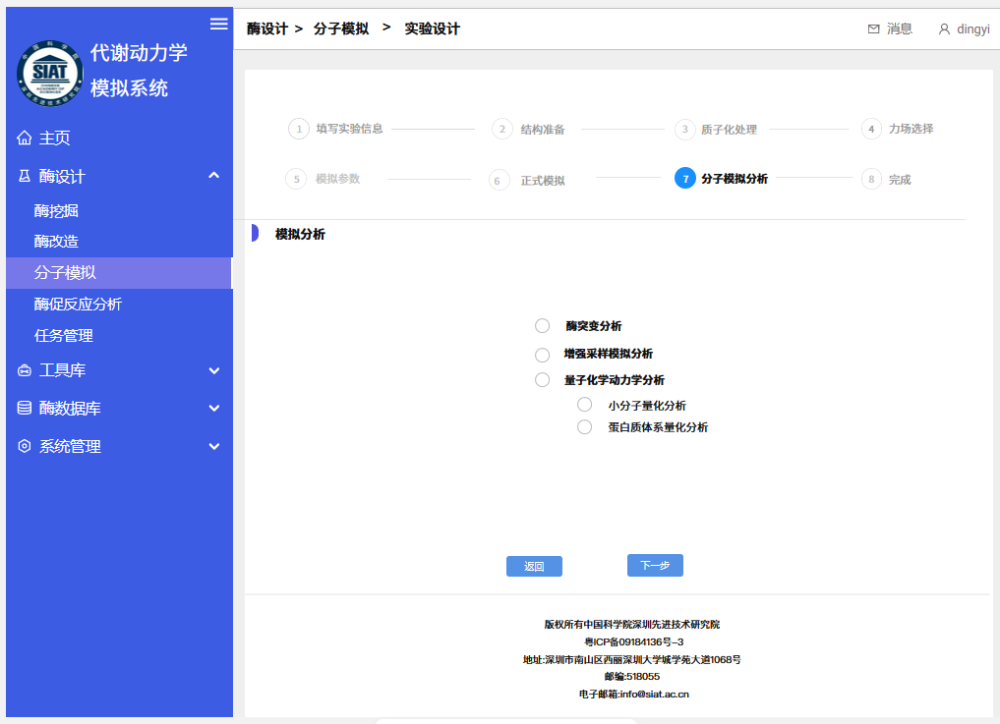 酶设计 > 分子模拟 > 实验设计
消息
dingyi
SIAT
代谢动力学
模拟系统
主页
酶设计
酶挖掘
酶改造
分子模拟
酶促反应分析
任务管理
工具库
酶数据库
系统管理
1 填写实验信息
2 结构准备
3 质子化处理
4 力场选择
5 模拟参数
6 正式模拟
7 分子模拟分析
8 完成
模拟分析
酶突变分析
增强采样模拟分析
量子化学动力学分析
小分子量化分析
蛋白质体系量化分析
返回
下一步
版权所有中国科学院深圳先进技术研究院
粤ICP备09184136号-3
地址:深圳市南山区西丽深圳大学城学苑大道1068号
邮编:518055
电子邮箱:info@siat.ac.cn